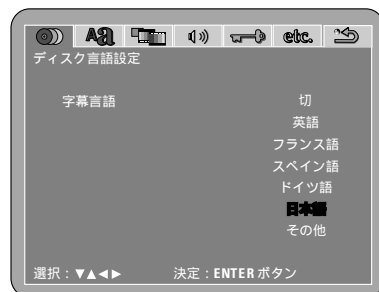 Aあ etc.
ディスク言語設定
字幕言語 切
英語
フランス語
スペイン語
ドイツ語
日本語
その他
選択：▼▲◀▶ 決定：ENTER ボタン